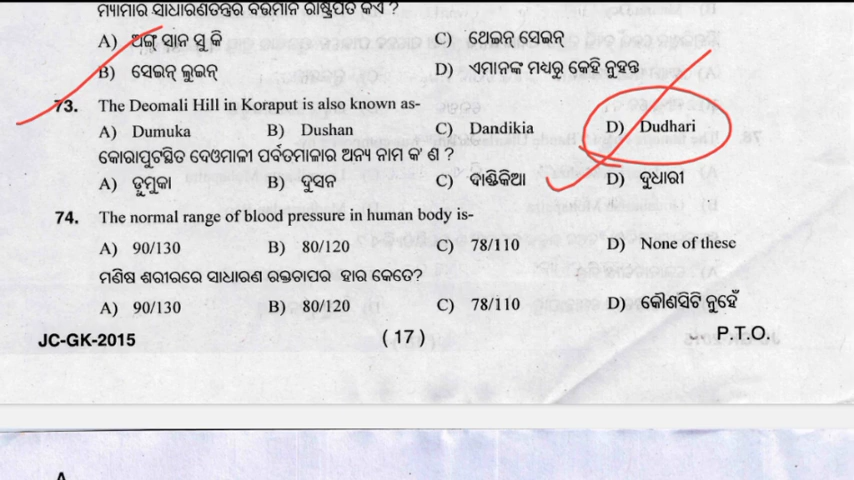 ମ୍ୟାମାର ସାଧାରଣତନ୍ତ୍ରର ବର୍ତ୍ତମାନ ରାଷ୍ଟ୍ରପତି କିଏ ?
A) ଅଙ୍ଗ ସାନ ସୁ କି C) ଥେଇନ୍ ସେଇନ୍
B) ସେଇନ୍ ଲୁଇନ୍ D) ଏମାନଙ୍କ ମଧ୍ୟରୁ କେହି ନୁହନ୍ତି
73. The Deomali Hill in Koraput is also known as-
A) Dumuka B) Dushan C) Dandikia D) Dudhari
କୋରାପୁଟସ୍ଥିତ ଦେଓମାଳୀ ପର୍ବତମାଳାର ଅନ୍ୟ ନାମ କ'ଣ ?
A) ଡୁମୁକା B) ଦୁସନ C) ଦାଣ୍ଡିକିଆ D) ଦୁଧାରୀ
74. The normal range of blood pressure in human body is-
A) 90/130 B) 80/120 C) 78/110 D) None of these
ମଣିଷ ଶରୀରରେ ସାଧାରଣ ରକ୍ତଚାପର ହାର କେତେ?
A) 90/130 B) 80/120 C) 78/110 D) କୌଣସିଟି ନୁହେଁ
JC-GK-2015 ( 17 ) P.T.O.